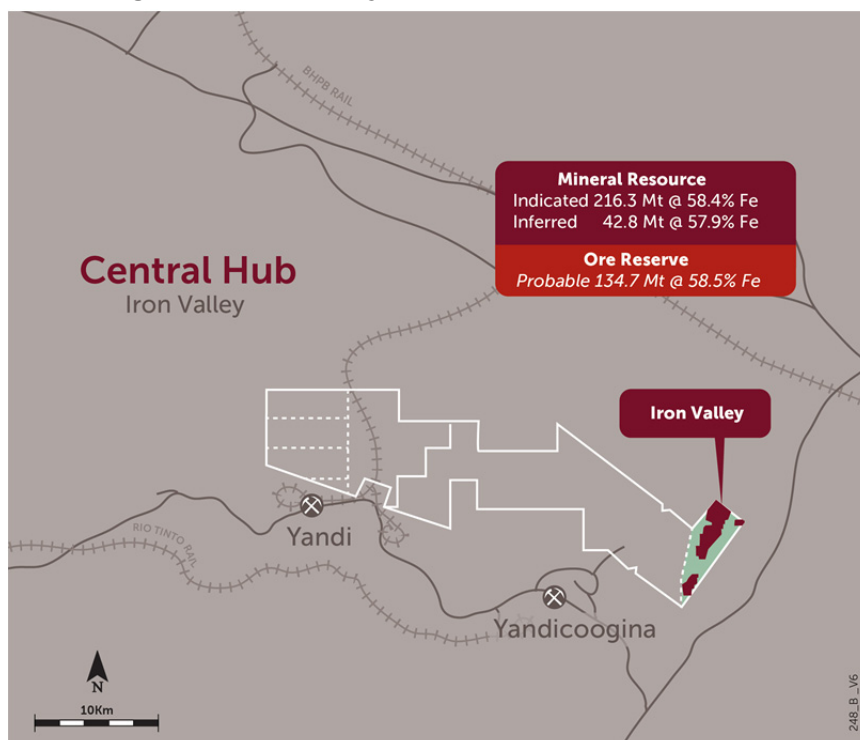 BHPB RAIL
Mineral Resource
Indicated 216.3 Mt @ 58.4% Fe
Inferred 42.8 Mt @ 57.9% Fe
Ore Reserve
Probable 134.7 Mt @ 58.5% Fe
Central Hub
Iron Valley
Iron Valley
Yandi
RIO TINTO RAIL
Yandicoogina
N
10Km
248_B_V6